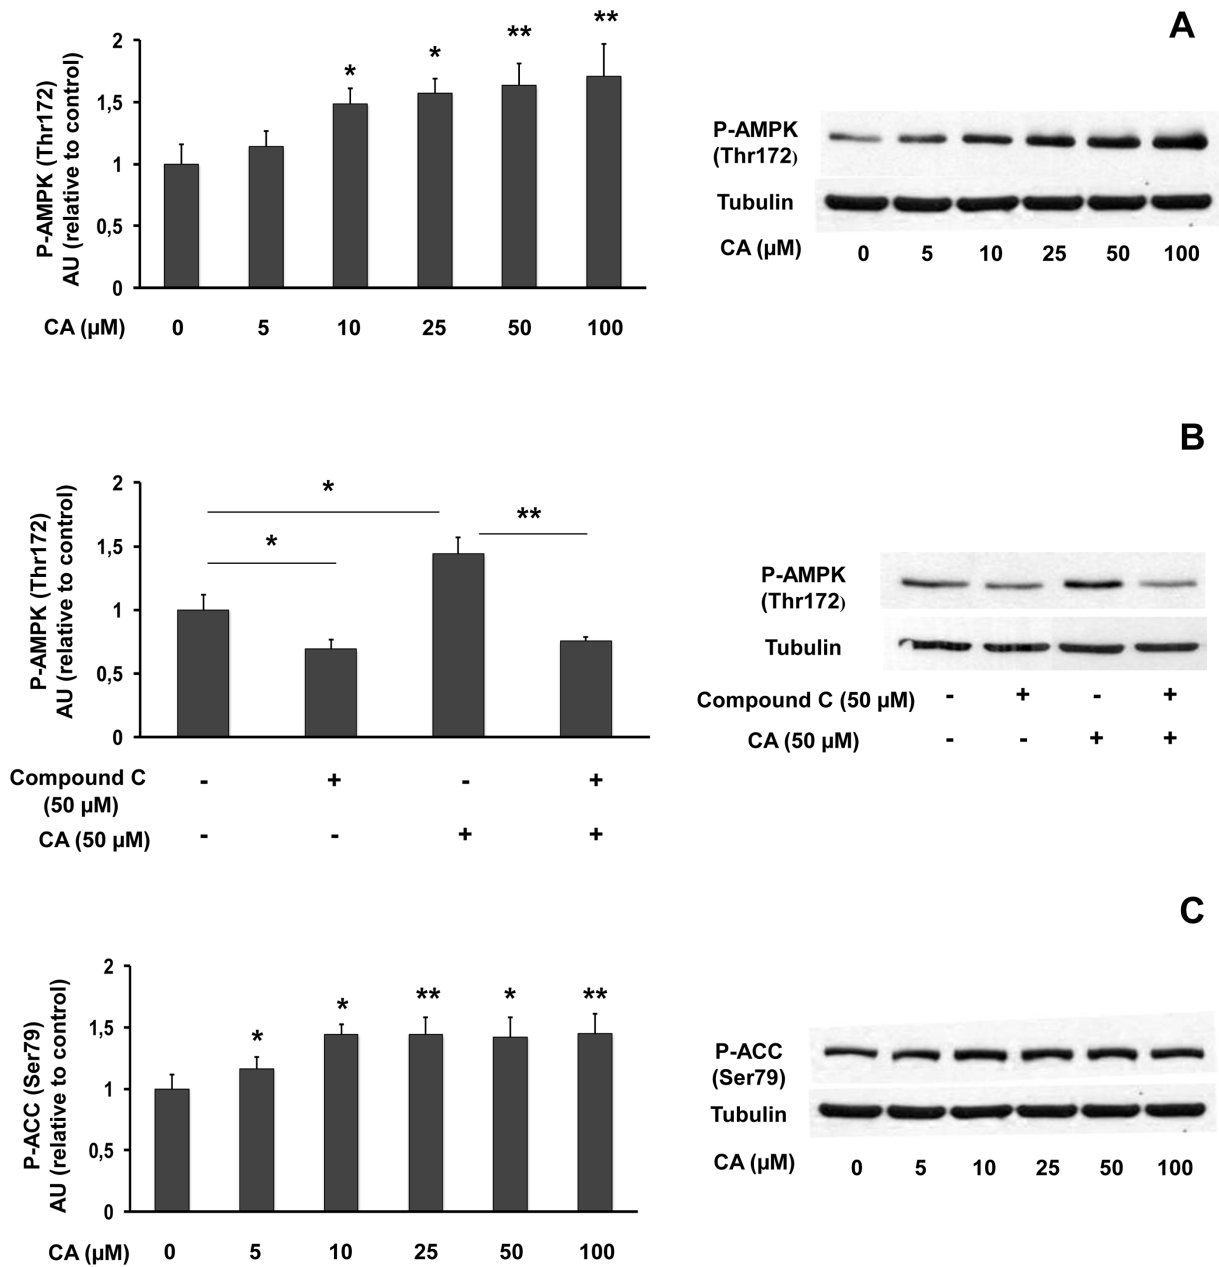 A
P-AMPK (Thr172)
AU (relative to control)
2
1,5
1
0,5
0
*
*
**
**
CA (µM) 0 5 10 25 50 100
P-AMPK
(Thr172)
Tubulin
CA (µM) 0 5 10 25 50 100
B
P-AMPK (Thr172)
AU (relative to control)
2
1,5
1
0,5
0
*
*
**
Compound C - + - +
(50 µM)
CA (50 µM) - - + +
P-AMPK
(Thr172)
Tubulin
Compound C (50 µM) - + - +
CA (50 µM) - - + +
C
P-ACC (Ser79)
AU (relative to control)
2
1,5
1
0,5
0
*
*
**
*
**
CA (µM) 0 5 10 25 50 100
P-ACC
(Ser79)
Tubulin
CA (µM) 0 5 10 25 50 100